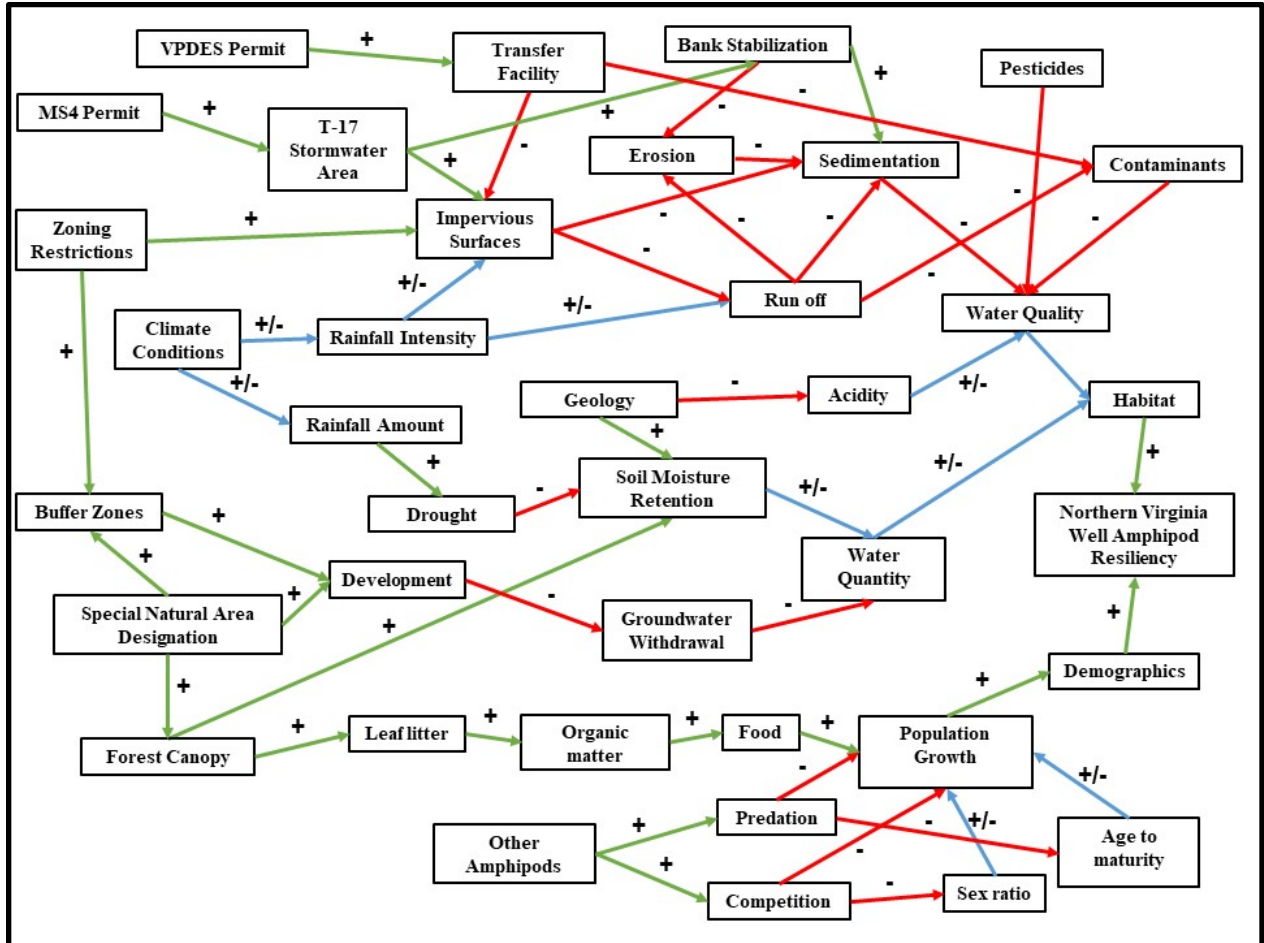 VPDES Permit
+
Transfer
Facility
Bank Stabilization
+
Pesticides
-
-
MS4 Permit
+
T-17
Stormwater
Area
+
+
-
Erosion
-
Sedimentation
Contaminants
-
-
-
Zoning
Restrictions
+
Impervious
Surfaces
-
-
-
-
-
+/-
+/-
Run off
Water Quality
Climate
Conditions
+/-
Rainfall Intensity
+
+/-
Geology
-
Acidity
+/-
Habitat
Rainfall Amount
+
+
+
+/-
Soil Moisture
Retention
+/-
Drought
-
Buffer Zones
+
Northern Virginia
Well Amphipod
Resiliency
Water
Quantity
+
Development
+
-
-
Special Natural Area
Designation
+
Groundwater
Withdrawal
+
+
Demographics
+
Forest Canopy
+
Leaf litter
+
Organic
matter
+
Food
+
Population
Growth
-
+/-
Predation
-
+/-
Age to
maturity
Other
Amphipods
+
+
-
Competition
-
Sex ratio